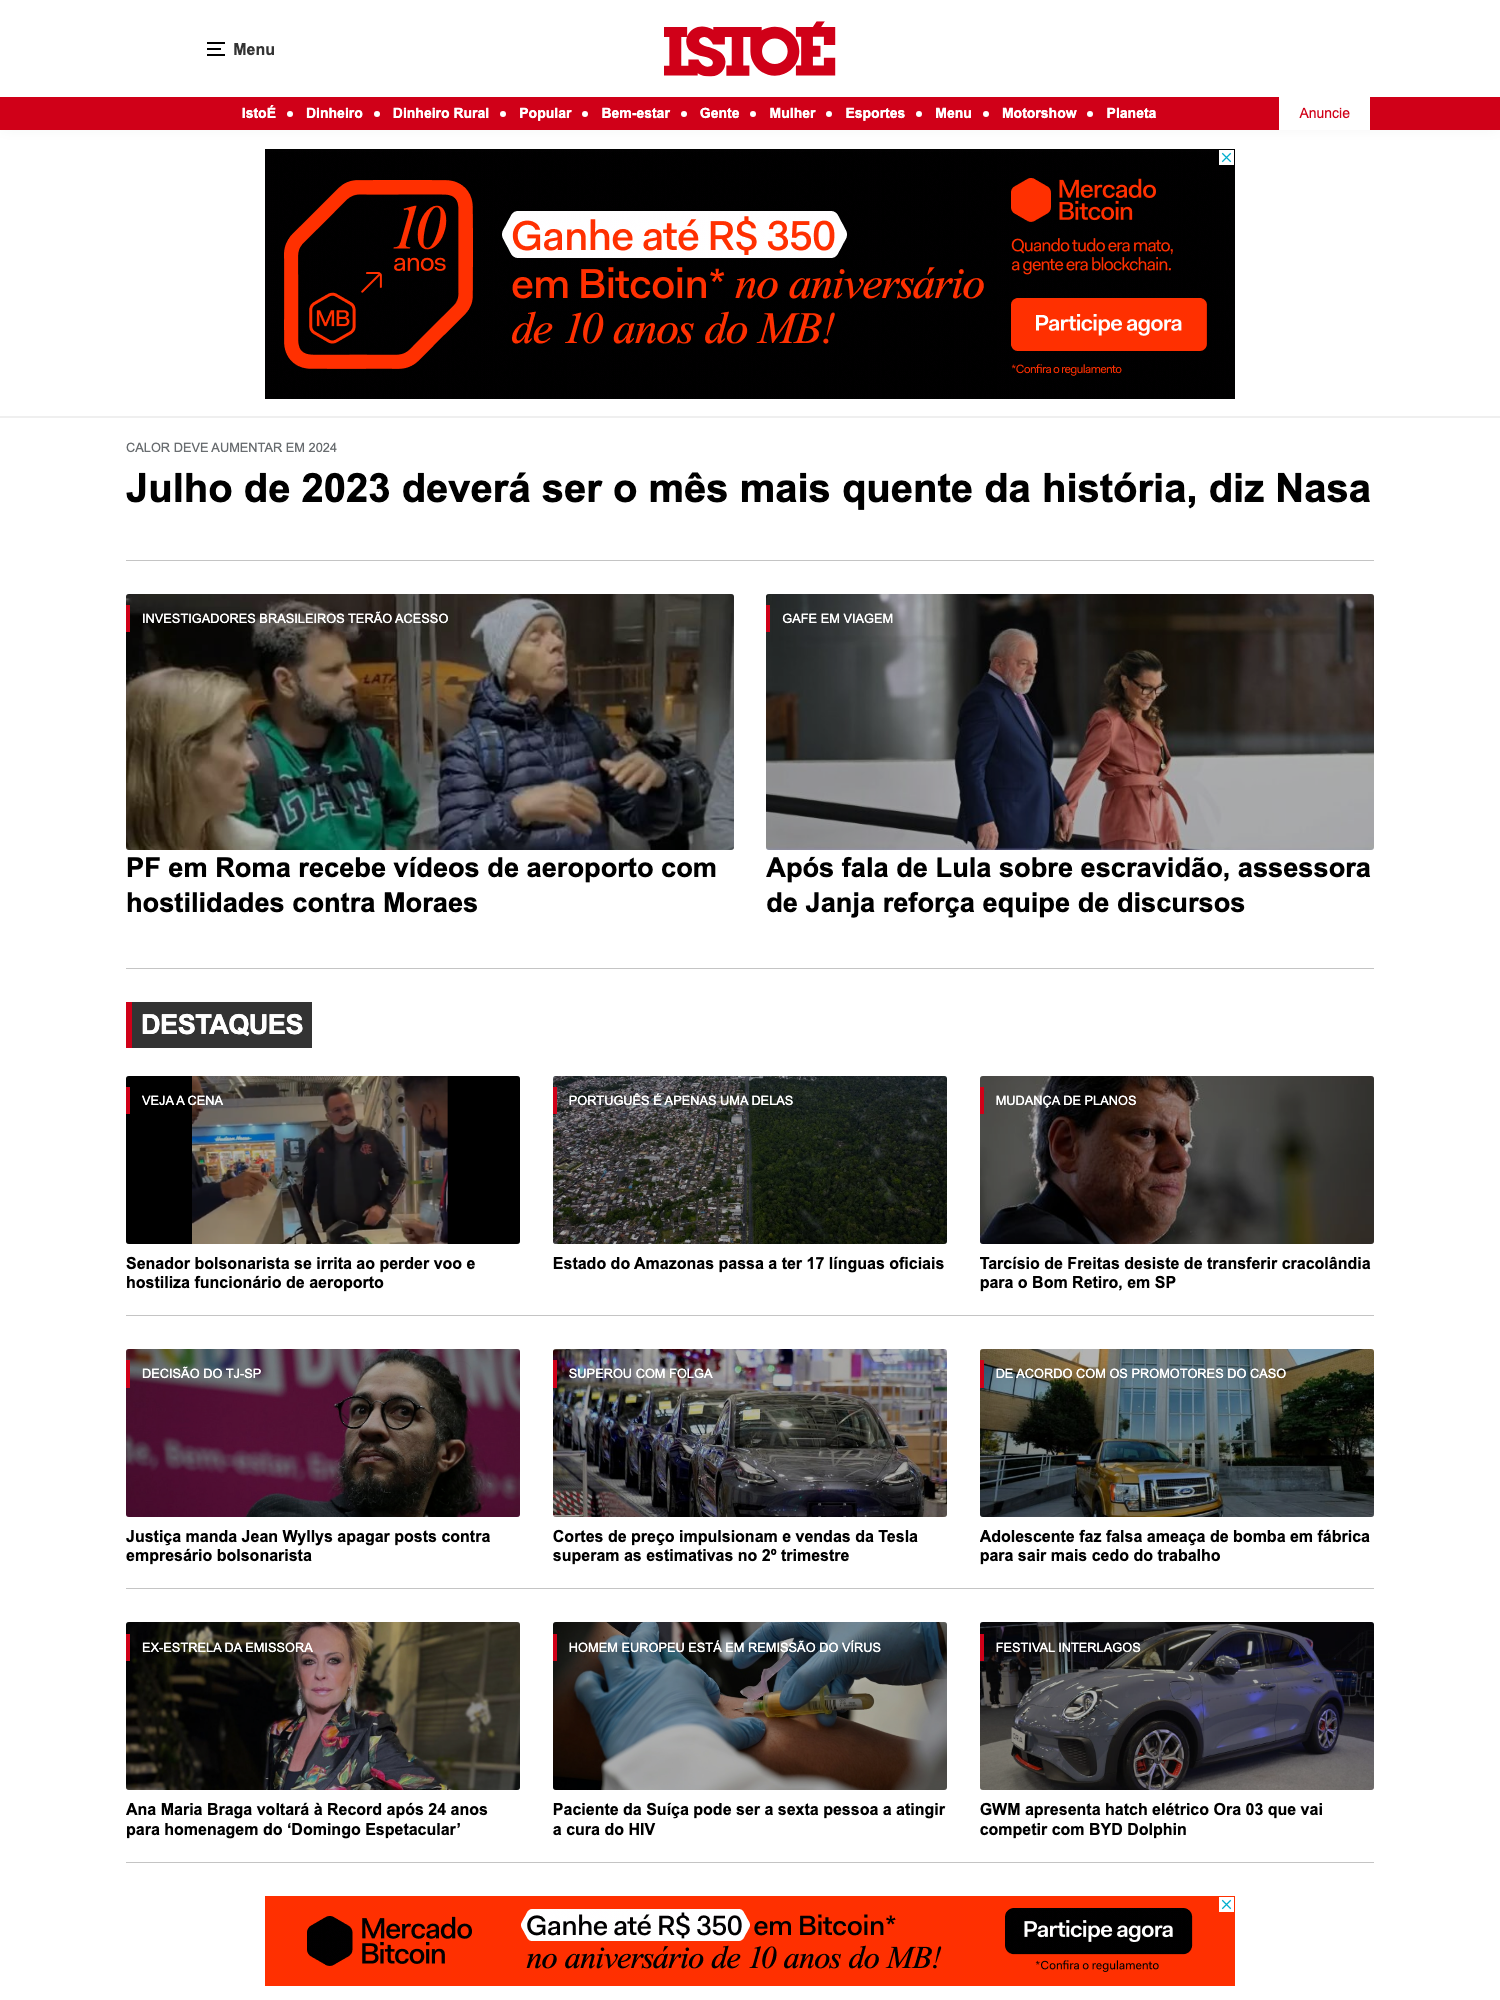 Menu
ISTOÉ
IstoÉ • Dinheiro • Dinheiro Rural • Popular • Bem-estar • Gente • Mulher • Esportes • Menu • Motorshow • Planeta
Anuncie
10
anos
MB
Ganhe até R$ 350
em Bitcoin* no aniversário
de 10 anos do MB!
Mercado
Bitcoin
Quando tudo era mato,
a gente era blockchain.
Participe agora
*Confira o regulamento
CALOR DEVE AUMENTAR EM 2024
Julho de 2023 deverá ser o mês mais quente da história, diz Nasa
INVESTIGADORES BRASILEIROS TERÃO ACESSO
LATA
GAP
PF em Roma recebe vídeos de aeroporto com
hostilidades contra Moraes
GAFE EM VIAGEM
Após fala de Lula sobre escravidão, assessora
de Janja reforça equipe de discursos
DESTAQUES
VEJA A CENA
Senador bolsonarista se irrita ao perder voo e
hostiliza funcionário de aeroporto
PORTUGUÊS É APENAS UMA DELAS
Estado do Amazonas passa a ter 17 línguas oficiais
MUDANÇA DE PLANOS
Tarcísio de Freitas desiste de transferir cracolândia
para o Bom Retiro, em SP
DECISÃO DO TJ-SP
Justiça manda Jean Wyllys apagar posts contra
empresário bolsonarista
SUPEROU COM FOLGA
Cortes de preço impulsionam e vendas da Tesla
superam as estimativas no 2º trimestre
DE ACORDO COM OS PROMOTORES DO CASO
Adolescente faz falsa ameaça de bomba em fábrica
para sair mais cedo do trabalho
EX-ESTRELA DA EMISSORA
Ana Maria Braga voltará à Record após 24 anos
para homenagem do ‘Domingo Espetacular’
HOMEM EUROPEU ESTÁ EM REMISSÃO DO VÍRUS
Paciente da Suíça pode ser a sexta pessoa a atingir
a cura do HIV
FESTIVAL INTERLAGOS
GWM apresenta hatch elétrico Ora 03 que vai
competir com BYD Dolphin
Mercado
Bitcoin
Ganhe até R$ 350 em Bitcoin*
no aniversário de 10 anos do MB!
Participe agora
*Confira o regulamento